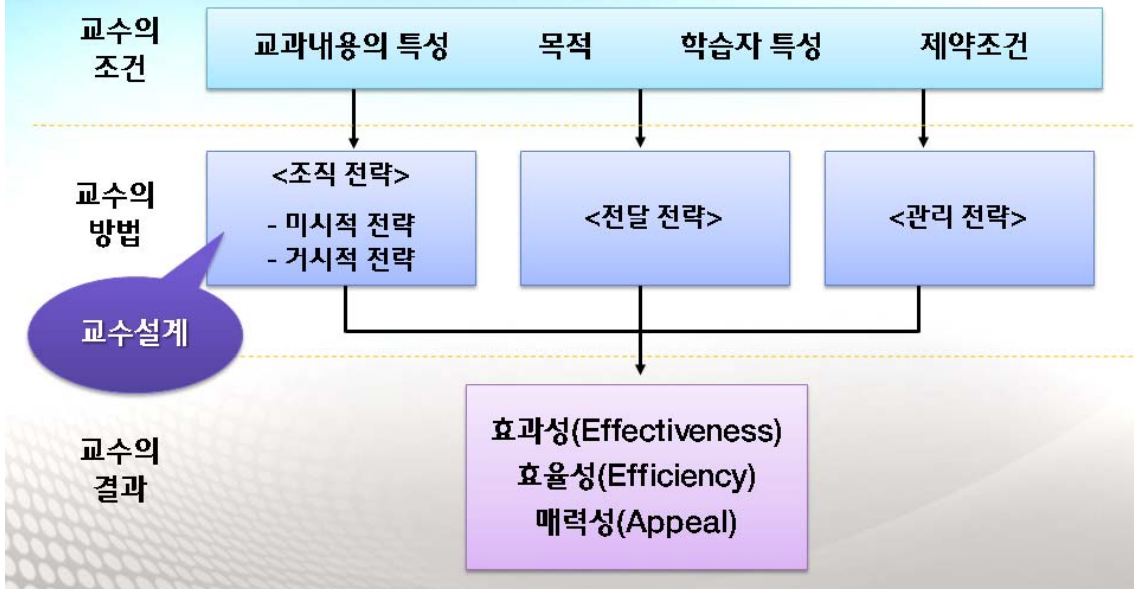 교수의
조건
교과내용의 특성 목적 학습자 특성 제약조건
교수의
방법
<조직 전략>
- 미시적 전략
- 거시적 전략
<전달 전략>
<관리 전략>
교수설계
교수의
결과
효과성(Effectiveness)
효율성(Efficiency)
매력성(Appeal)